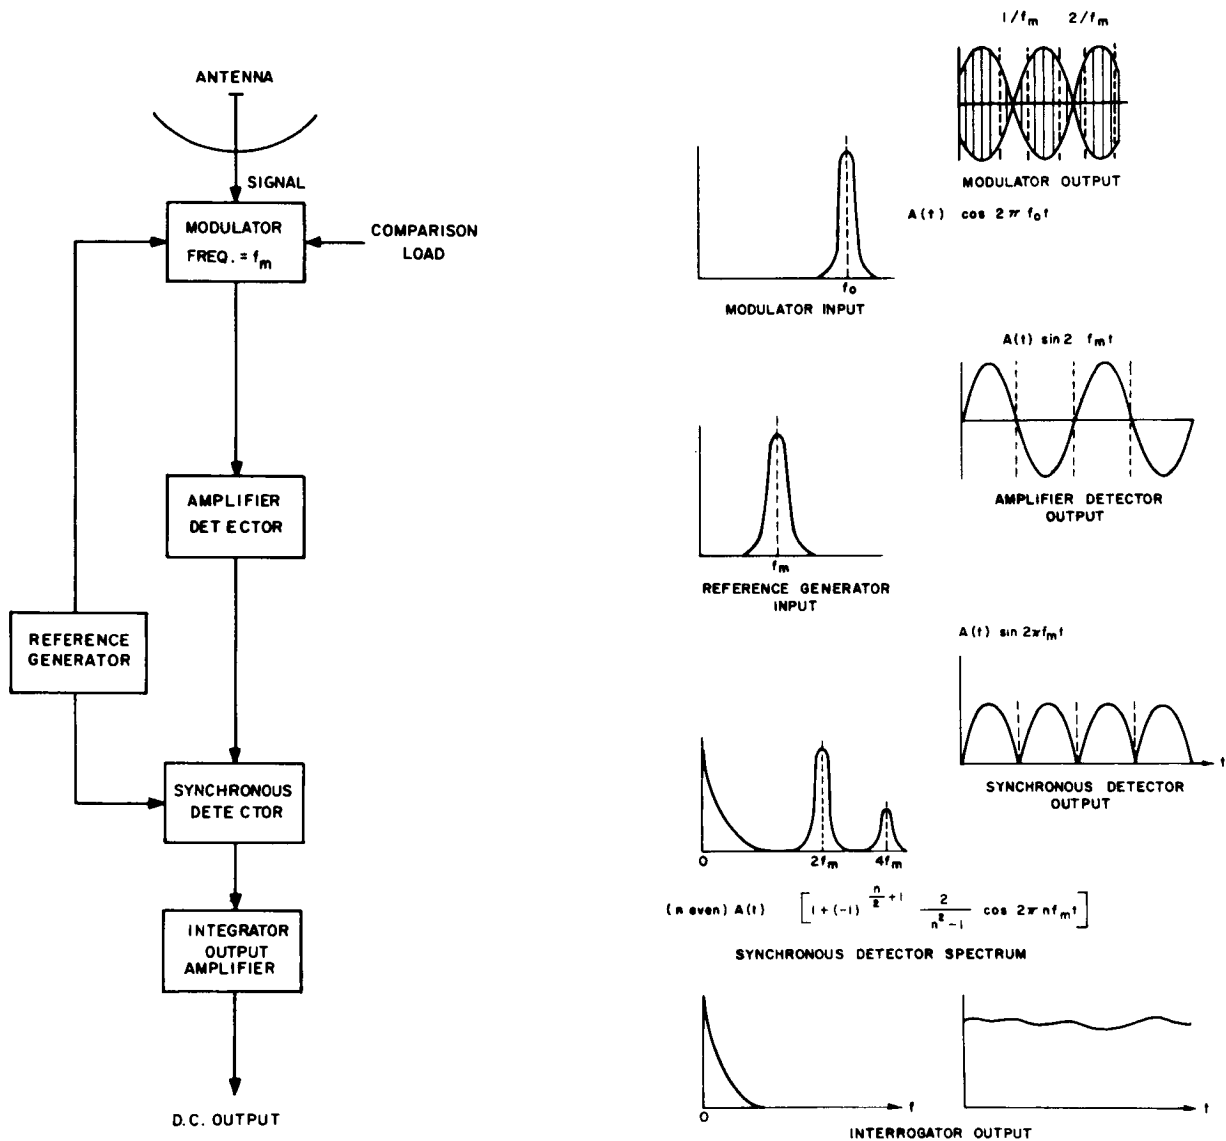 ANTENNA
SIGNAL
MODULATOR
FREQ. = fm
COMPARISON
LOAD
AMPLIFIER
DETECTOR
REFERENCE
GENERATOR
SYNCHRONOUS
DETECTOR
INTEGRATOR
OUTPUT
AMPLIFIER
D.C. OUTPUT
1/fm 2/fm
MODULATOR OUTPUT
A(t) cos 2π fot
fo
MODULATOR INPUT
A(t) sin 2 fmt
AMPLIFIER DETECTOR
OUTPUT
fm
REFERENCE GENERATOR
INPUT
A(t) sin 2πfmt
t
SYNCHRONOUS DETECTOR
OUTPUT
0 2fm 4fm
(n even) A(t) [1 + (-1)^(n/2 + 1) 2/(n²-1) cos 2π nfmt]
SYNCHRONOUS DETECTOR SPECTRUM
0 f t
INTERROGATOR OUTPUT